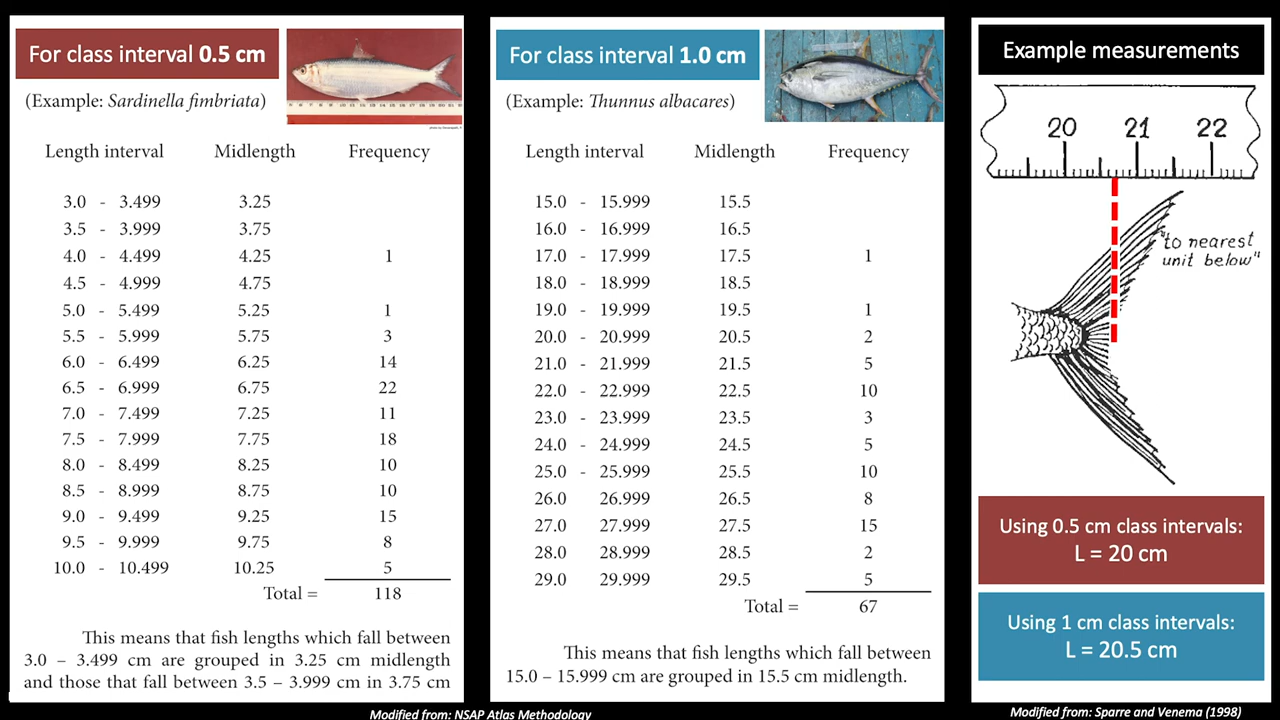 For class interval 0.5 cm
(Example: Sardinella fimbriata)
Length interval Midlength Frequency
3.0 - 3.499 3.25
3.5 - 3.999 3.75
4.0 - 4.499 4.25 1
4.5 - 4.999 4.75
5.0 - 5.499 5.25 1
5.5 - 5.999 5.75 3
6.0 - 6.499 6.25 14
6.5 - 6.999 6.75 22
7.0 - 7.499 7.25 11
7.5 - 7.999 7.75 18
8.0 - 8.499 8.25 10
8.5 - 8.999 8.75 10
9.0 - 9.499 9.25 15
9.5 - 9.999 9.75 8
10.0 - 10.499 10.25 5
Total = 118
This means that fish lengths which fall between
3.0 – 3.499 cm are grouped in 3.25 cm midlength
and those that fall between 3.5 – 3.999 cm in 3.75 cm
For class interval 1.0 cm
(Example: Thunnus albacares)
Length interval Midlength Frequency
15.0 - 15.999 15.5
16.0 - 16.999 16.5
17.0 - 17.999 17.5 1
18.0 - 18.999 18.5
19.0 - 19.999 19.5 1
20.0 - 20.999 20.5 2
21.0 - 21.999 21.5 5
22.0 - 22.999 22.5 10
23.0 - 23.999 23.5 3
24.0 - 24.999 24.5 5
25.0 - 25.999 25.5 10
26.0 26.999 26.5 8
27.0 27.999 27.5 15
28.0 28.999 28.5 2
29.0 29.999 29.5 5
Total = 67
This means that fish lengths which fall between
15.0 – 15.999 cm are grouped in 15.5 cm midlength.
Modified from: NSAP Atlas Methodology
Example measurements
20 21 22
"to nearest
unit below"
Using 0.5 cm class intervals:
L = 20 cm
Using 1 cm class intervals:
L = 20.5 cm
Modified from: Sparre and Venema (1998)